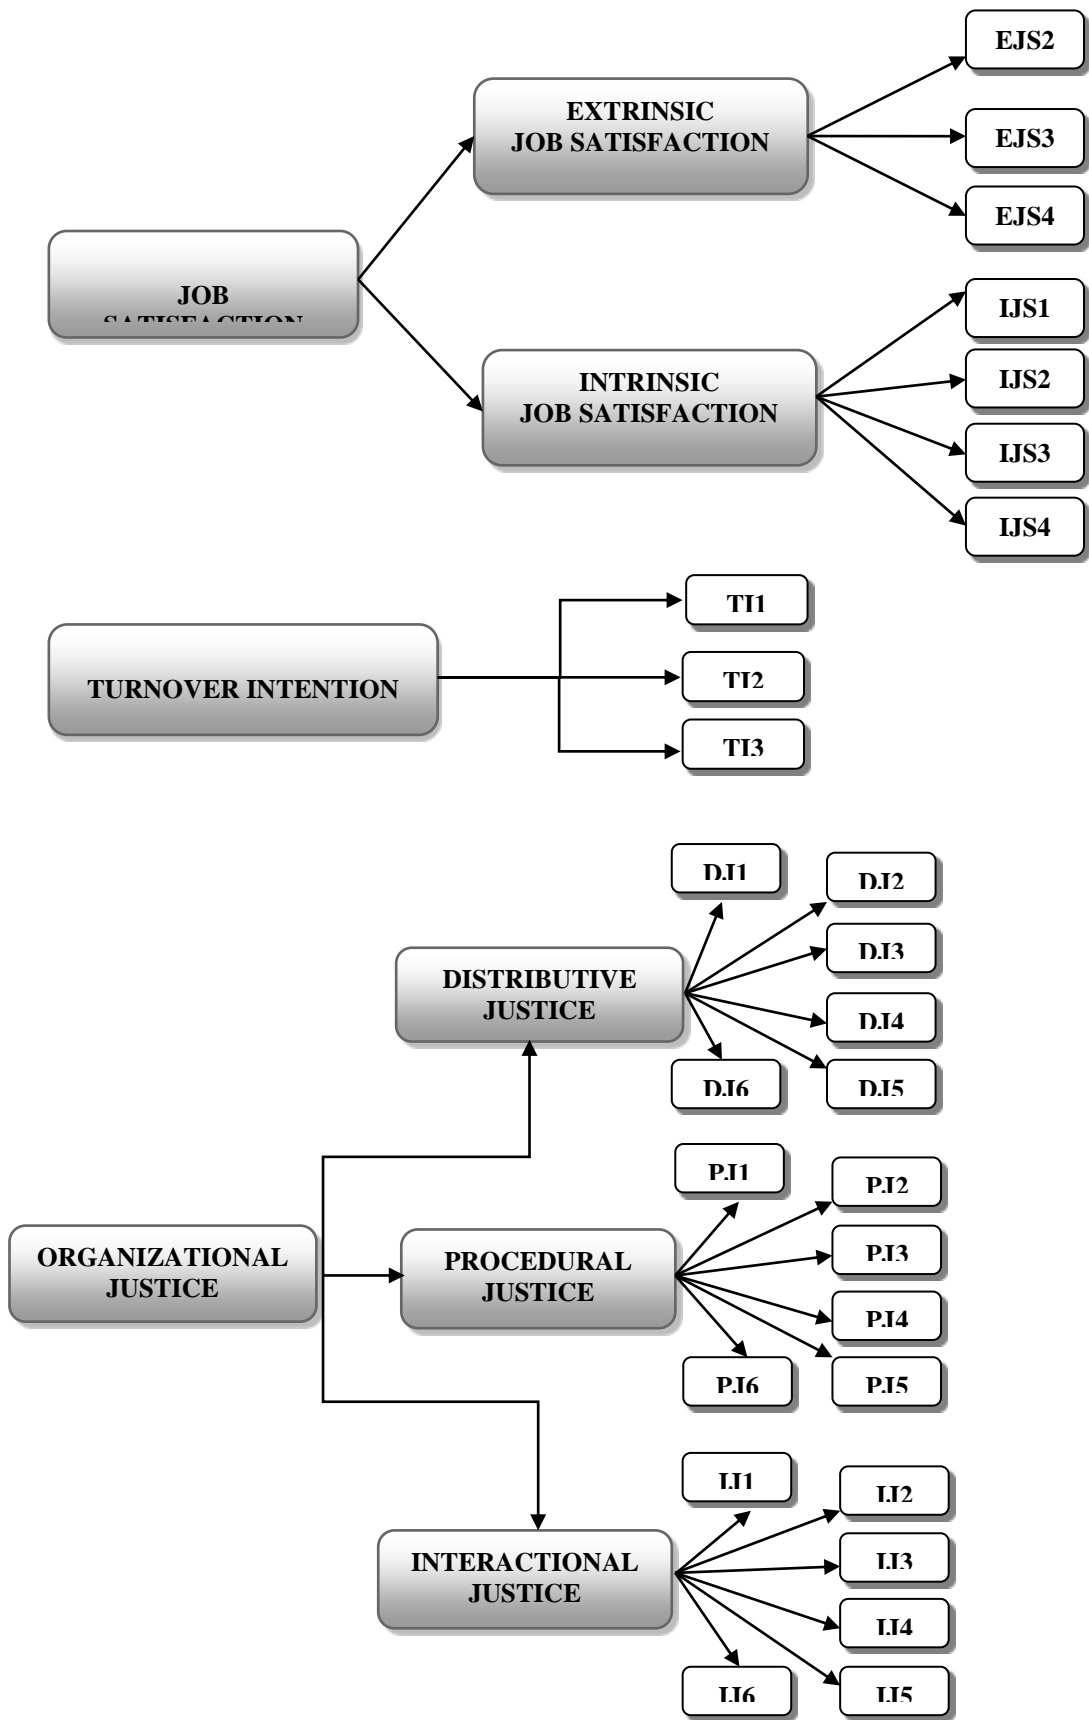 EJS2
EXTRINSIC
JOB SATISFACTION
EJS3
EJS4
JOB
SATISFACTION
IJS1
INTRINSIC
JOB SATISFACTION
IJS2
IJS3
IJS4
TI1
TURNOVER INTENTION
TI2
TI3
DJ1
DJ2
DJ3
DISTRIBUTIVE
JUSTICE
DJ4
DJ6
DJ5
PJ1
PJ2
ORGANIZATIONAL
JUSTICE
PROCEDURAL
JUSTICE
PJ3
PJ4
PJ6
PJ5
IJ1
IJ2
INTERACTIONAL
JUSTICE
IJ3
IJ4
IJ6
IJ5